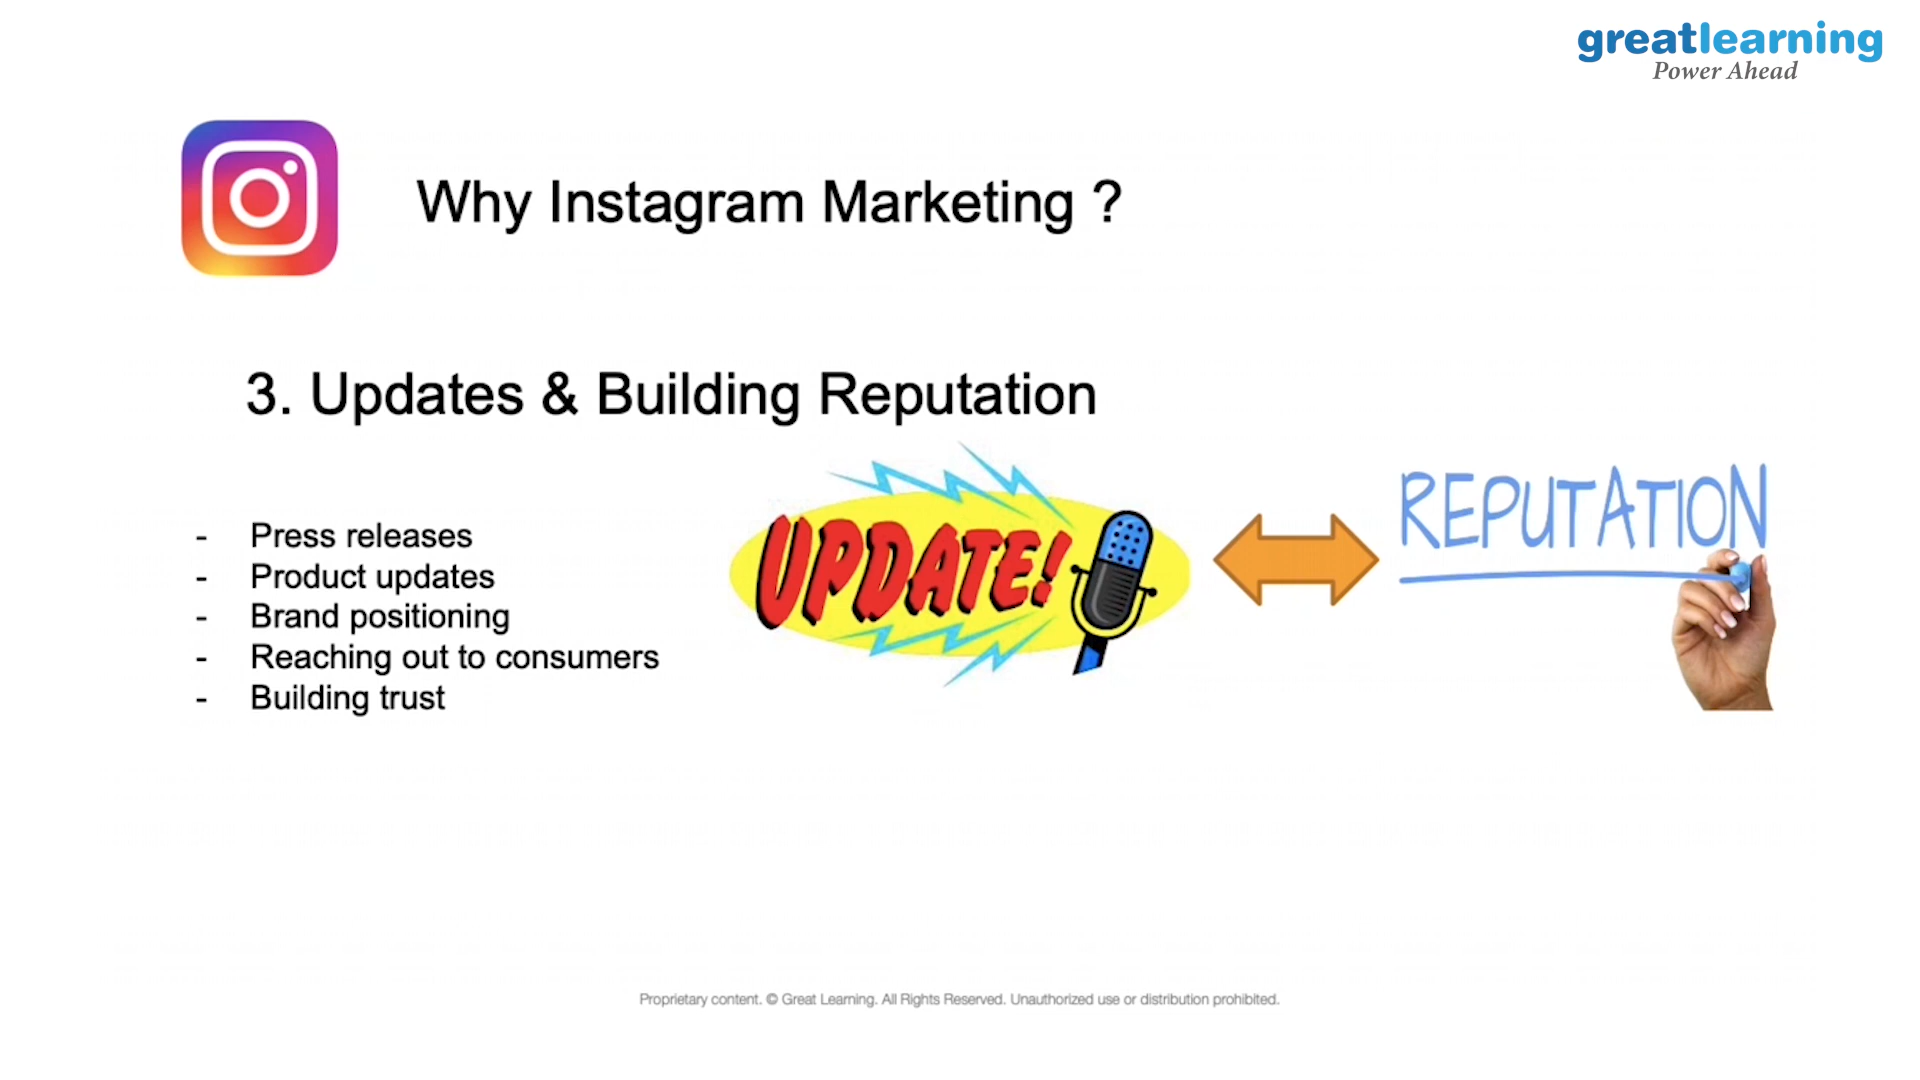 greatlearning
Power Ahead
Why Instagram Marketing ?
3. Updates & Building Reputation
- Press releases
- Product updates
- Brand positioning
- Reaching out to consumers
- Building trust
UPDATE!
REPUTATION
Proprietary content. © Great Learning. All Rights Reserved. Unauthorized use or distribution prohibited.